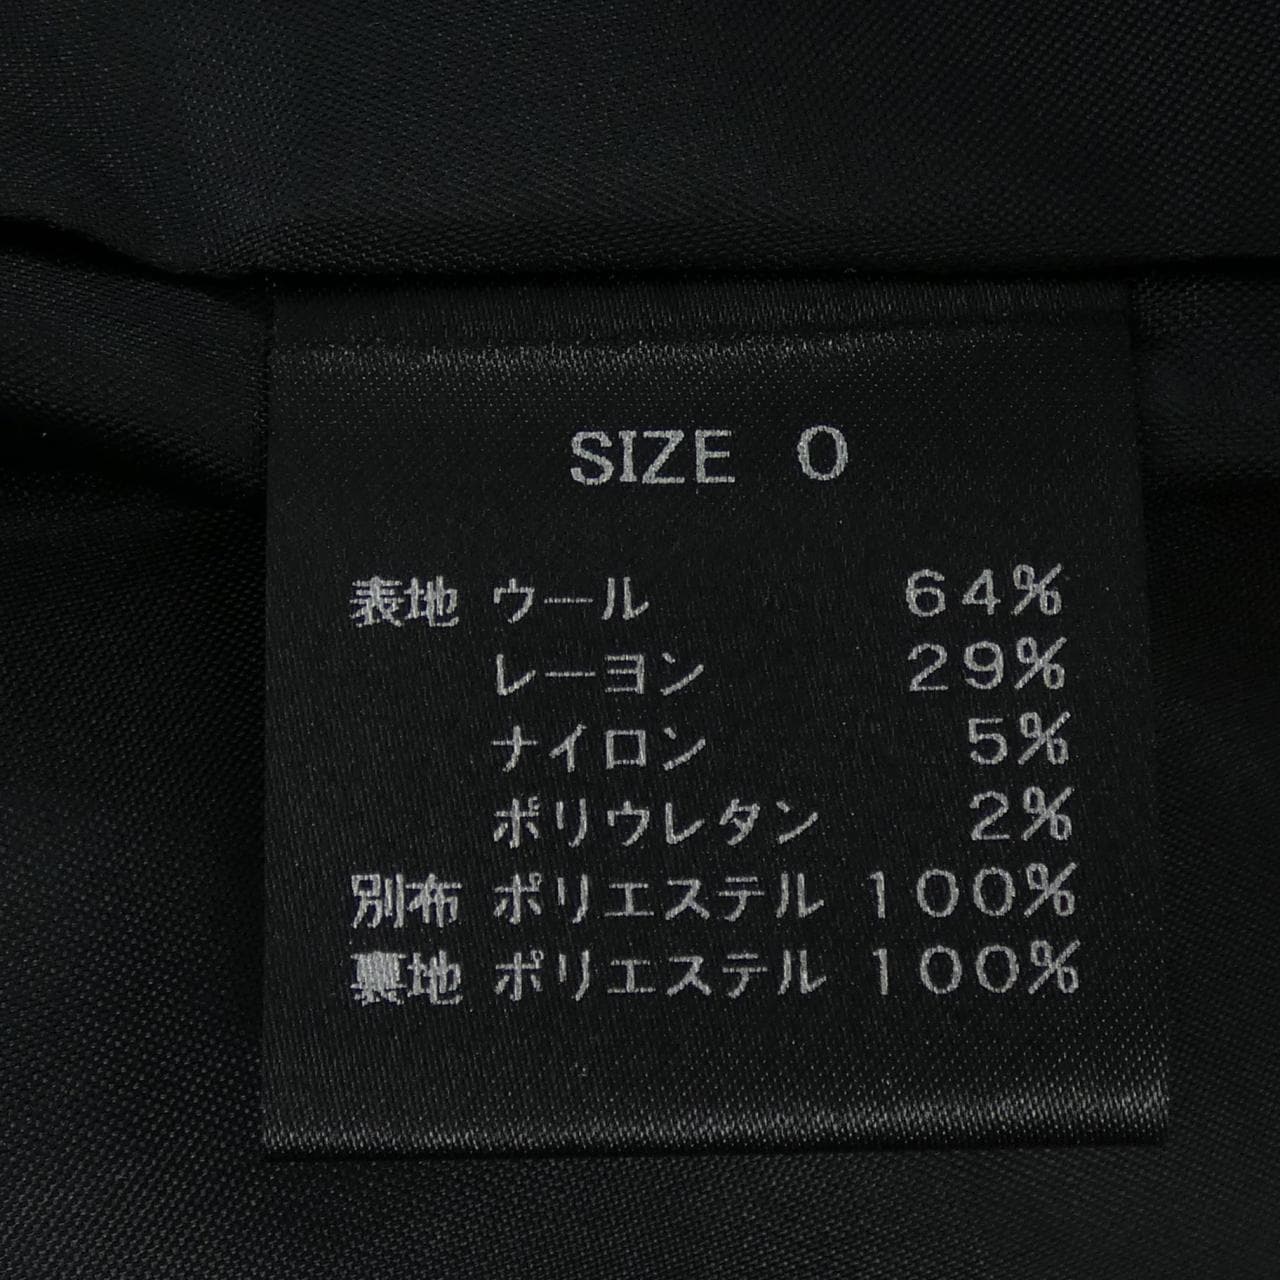 SIZE 0
表地 ウール 64%
レーヨン 29%
ナイロン 5%
ポリウレタン 2%
別布 ポリエステル 100%
裏地 ポリエステル 100%